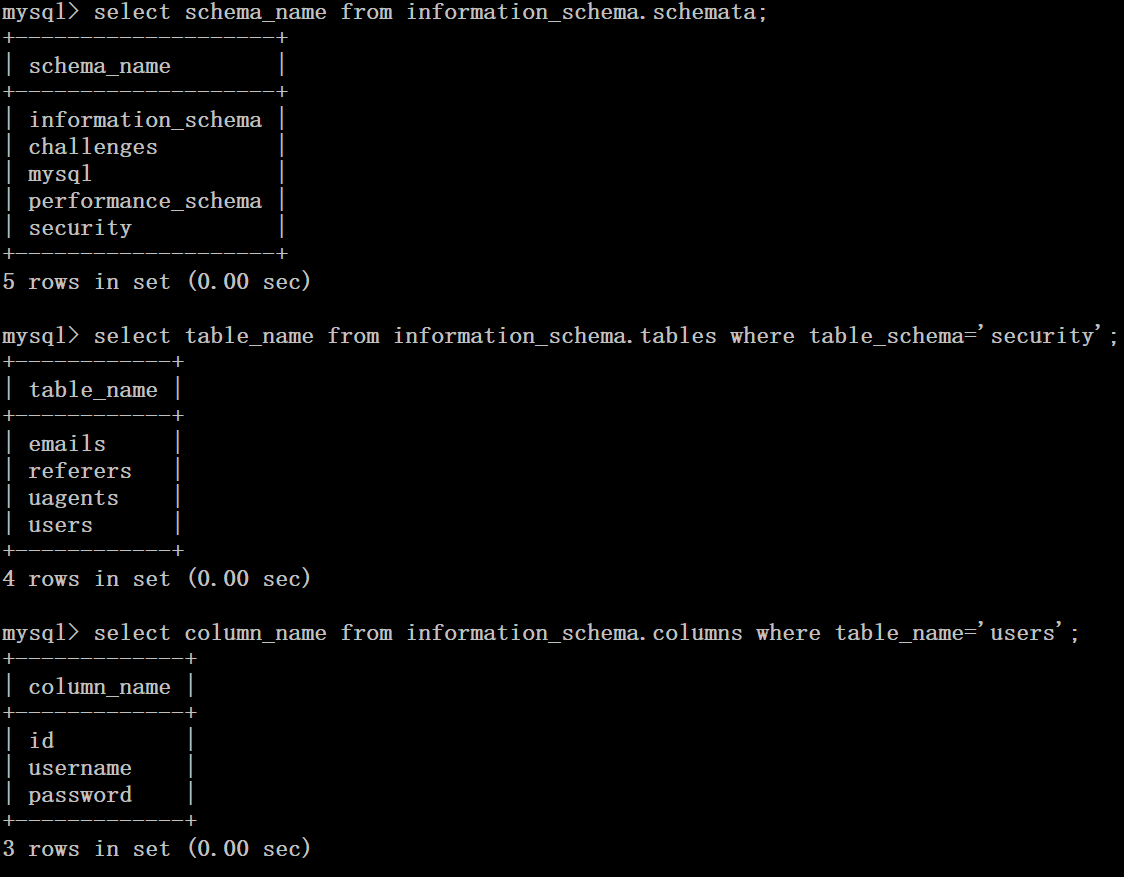 mysql> select schema_name from information_schema.schemata;
+--------------------+
| schema_name        |
+--------------------+
| information_schema |
| challenges         |
| mysql              |
| performance_schema |
| security           |
+--------------------+
5 rows in set (0.00 sec)

mysql> select table_name from information_schema.tables where table_schema='security';
+------------+
| table_name |
+------------+
| emails     |
| referers   |
| uagents    |
| users      |
+------------+
4 rows in set (0.00 sec)

mysql> select column_name from information_schema.columns where table_name='users';
+-------------+
| column_name |
+-------------+
| id          |
| username    |
| password    |
+-------------+
3 rows in set (0.00 sec)